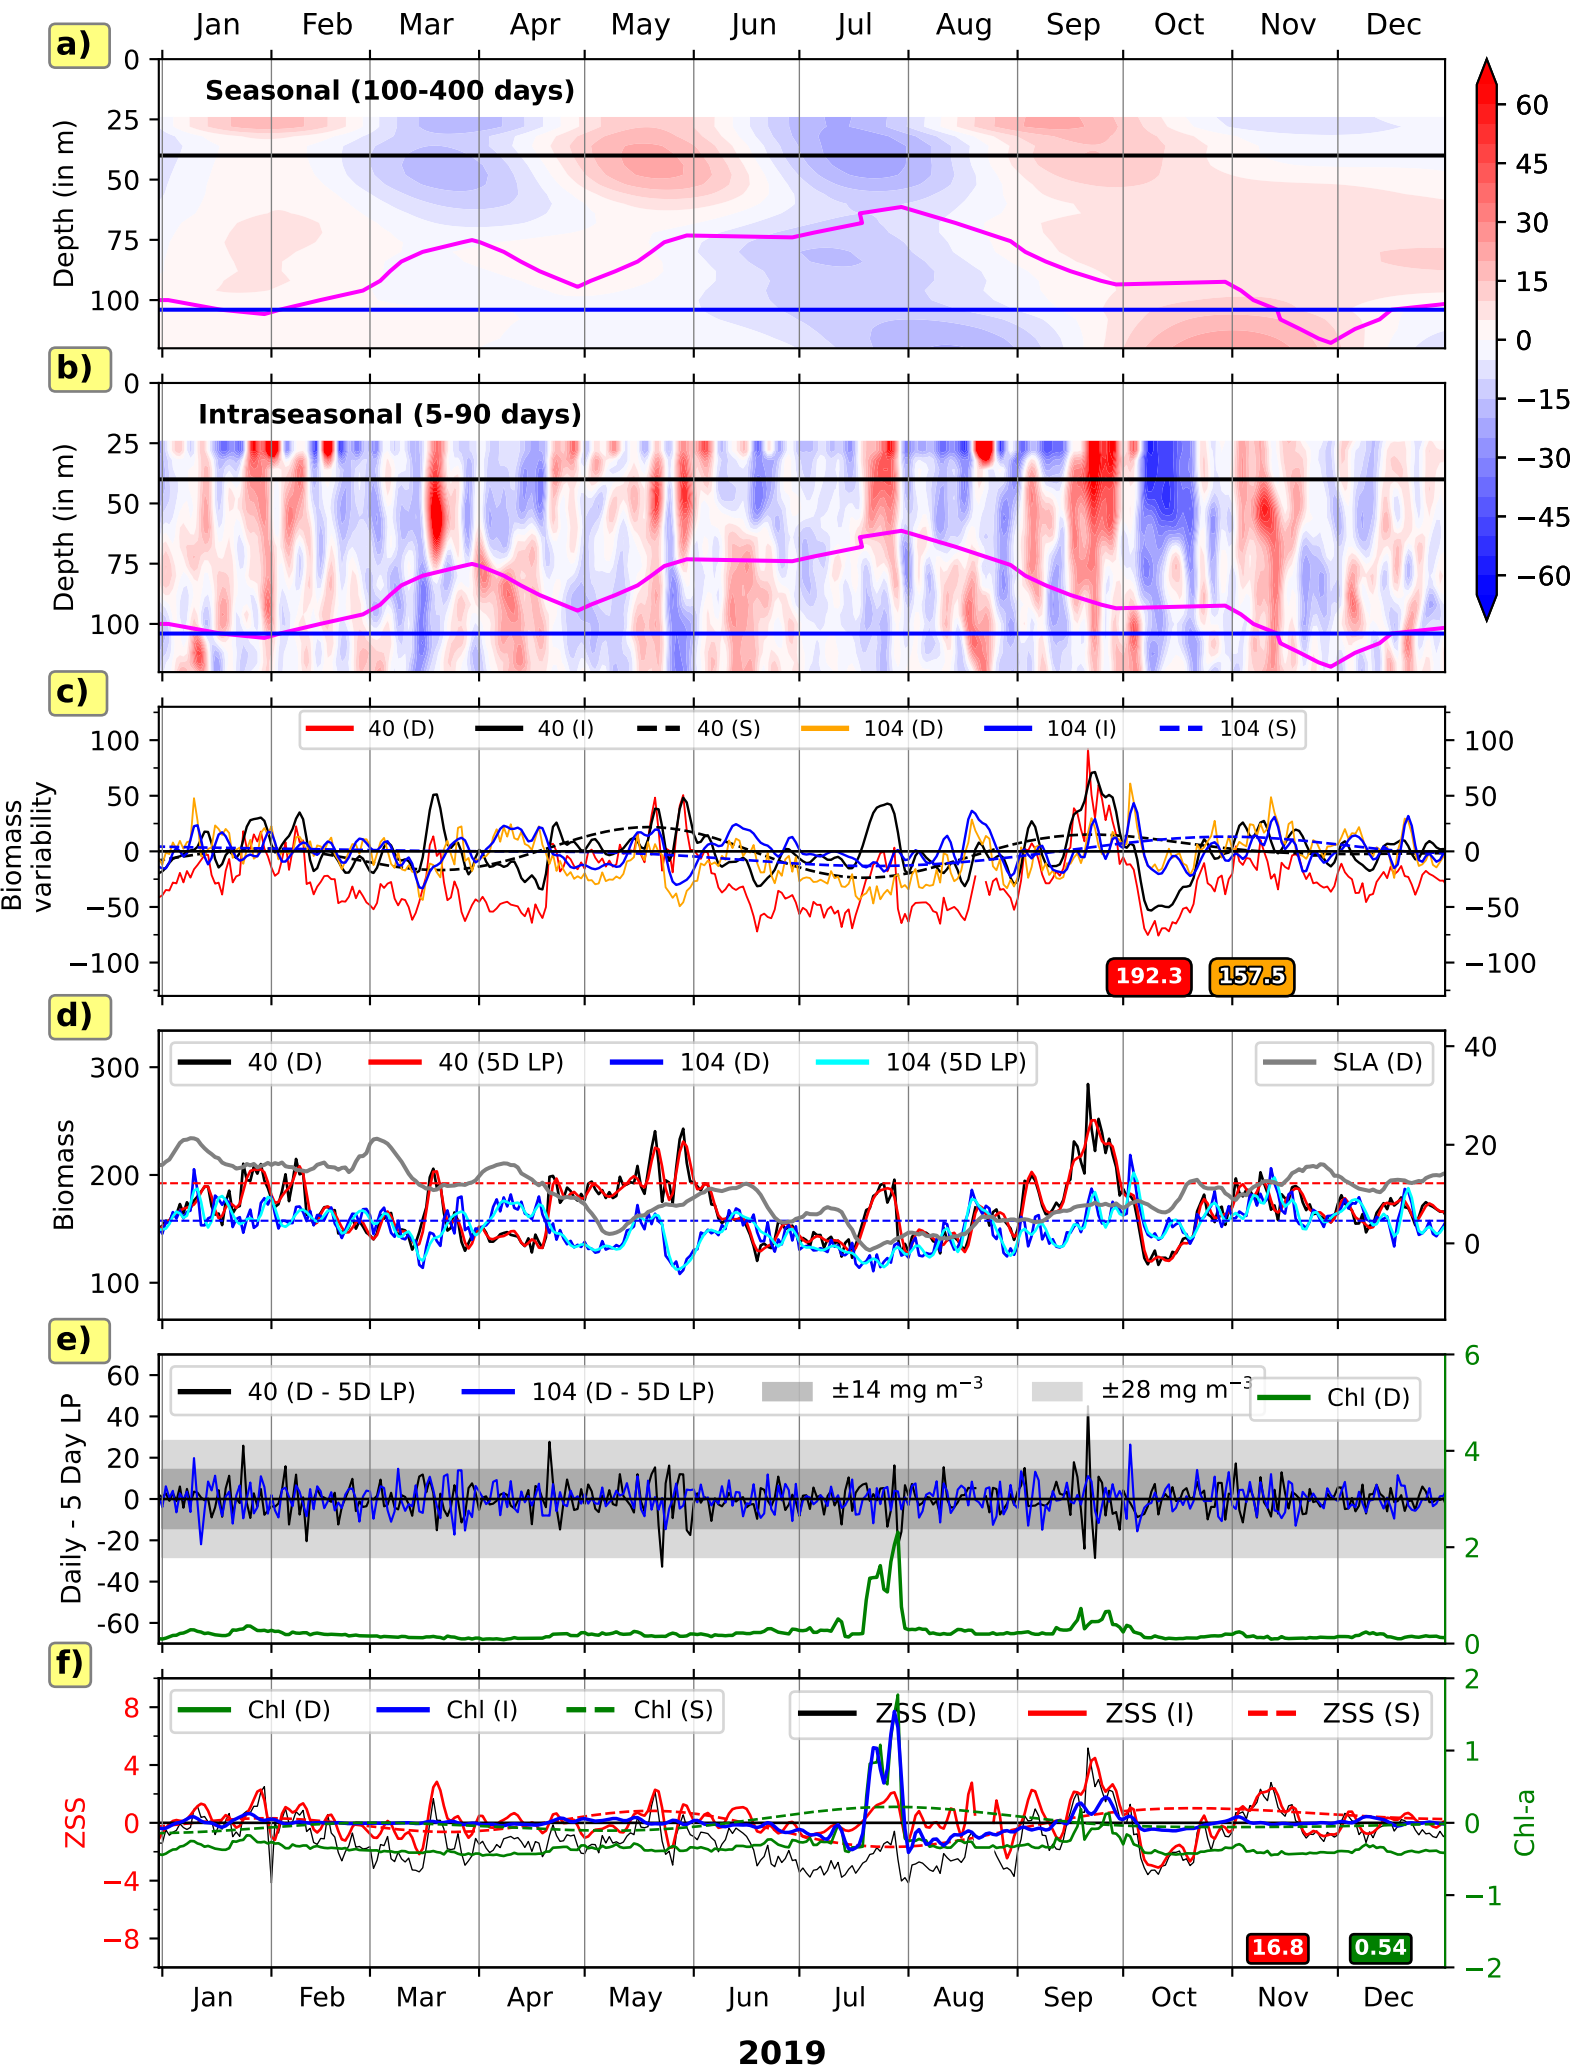 Jan Feb Mar Apr May Jun Jul Aug Sep Oct Nov Dec
a)
Seasonal (100-400 days)
0
25
50
75
100
Depth (in m)
60
45
30
15
0
−15
−30
−45
−60
b)
Intraseasonal (5-90 days)
0
25
50
75
100
Depth (in m)
c)
40 (D) 40 (I) 40 (S) 104 (D) 104 (I) 104 (S)
100
50
0
−50
−100
Biomass
variability
100
50
0
−50
−100
192.3 157.5
d)
40 (D) 40 (5D LP) 104 (D) 104 (5D LP) SLA (D)
300
200
100
Biomass
40
20
0
e)
40 (D - 5D LP) 104 (D - 5D LP) ±14 mg m⁻³ ±28 mg m⁻³ Chl (D)
60
40
20
0
-20
-40
-60
Daily - 5 Day LP
6
4
2
0
f)
Chl (D) Chl (I) Chl (S) ZSS (D) ZSS (I) ZSS (S)
8
4
0
−4
−8
ZSS
2
1
0
−1
−2
Chl-a
16.8 0.54
Jan Feb Mar Apr May Jun Jul Aug Sep Oct Nov Dec
2019